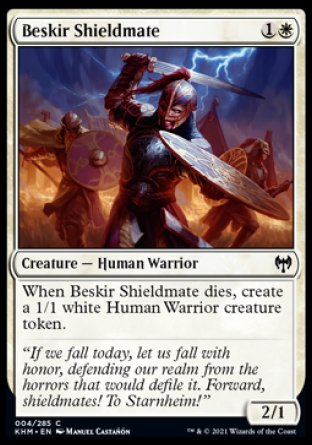 Beskir Shieldmate 1
Creature — Human Warrior
When Beskir Shieldmate dies, create
a 1/1 white Human Warrior creature
token.
"If we fall today, let us fall with
honor, defending our realm from the
horrors that would defile it. Forward,
shieldmates! To Starnheim!"
2/1
004/285 C
KHM • EN MANUEL CASTAÑÓN
™ & © 2021 Wizards of the Coast